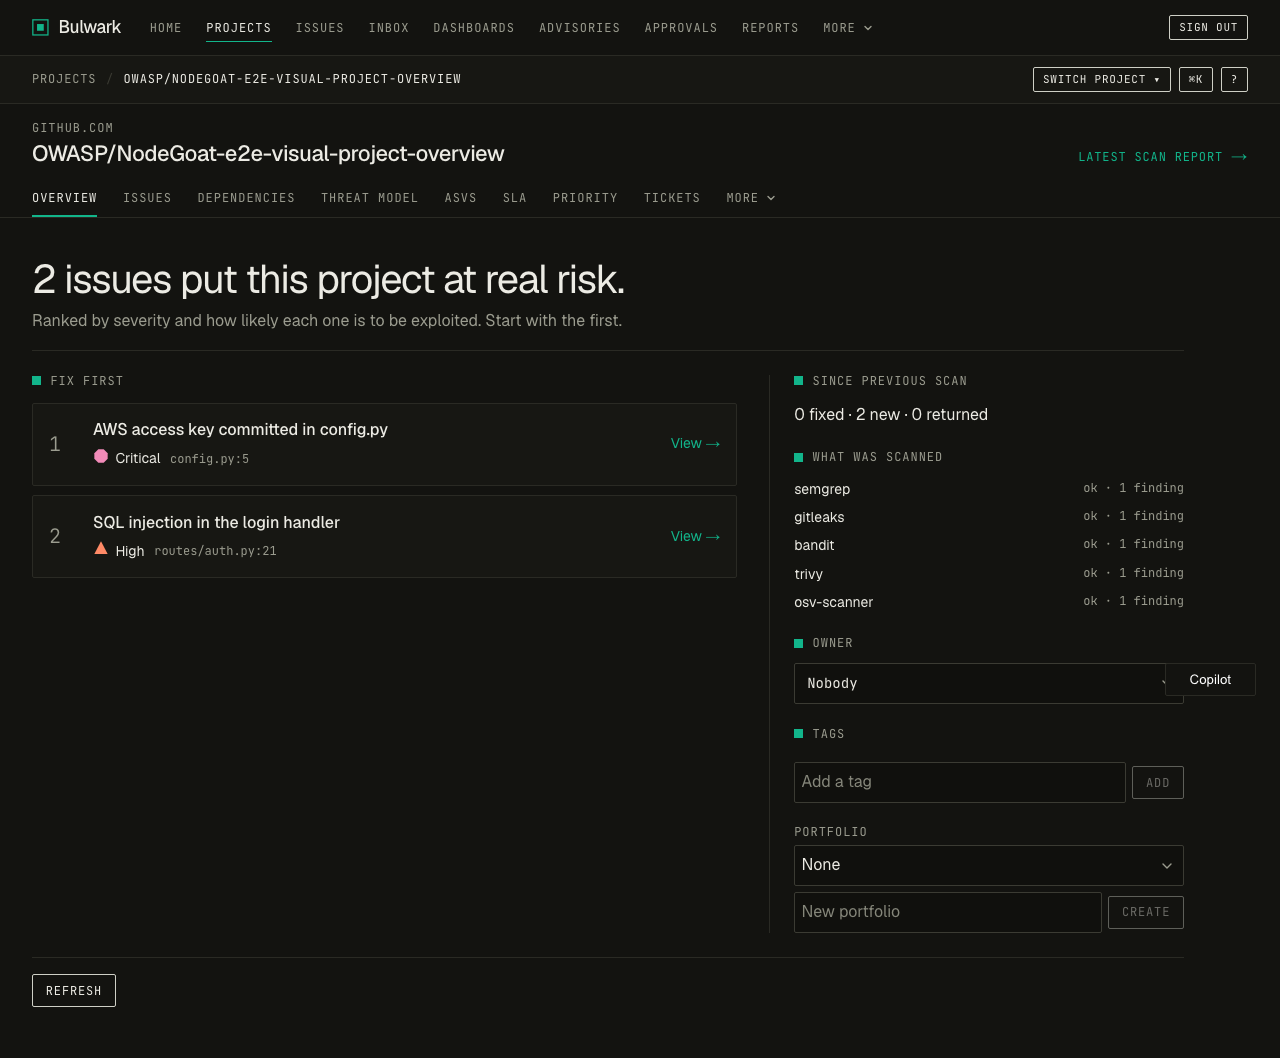 Bulwark HOME PROJECTS ISSUES INBOX DASHBOARDS ADVISORIES APPROVALS REPORTS MORE SIGN OUT
PROJECTS / OWASP/NODEGOAT-E2E-VISUAL-PROJECT-OVERVIEW SWITCH PROJECT ▾ ⌘K ?
GITHUB.COM
OWASP/NodeGoat-e2e-visual-project-overview
LATEST SCAN REPORT →
OVERVIEW ISSUES DEPENDENCIES THREAT MODEL ASVS SLA PRIORITY TICKETS MORE
2 issues put this project at real risk.
Ranked by severity and how likely each one is to be exploited. Start with the first.
FIX FIRST
1
AWS access key committed in config.py
Critical config.py:5
View →
2
SQL injection in the login handler
High routes/auth.py:21
View →
SINCE PREVIOUS SCAN
0 fixed · 2 new · 0 returned
WHAT WAS SCANNED
semgrep ok · 1 finding
gitleaks ok · 1 finding
bandit ok · 1 finding
trivy ok · 1 finding
osv-scanner ok · 1 finding
OWNER
Nobody
Copilot
TAGS
Add a tag ADD
PORTFOLIO
None
New portfolio CREATE
REFRESH